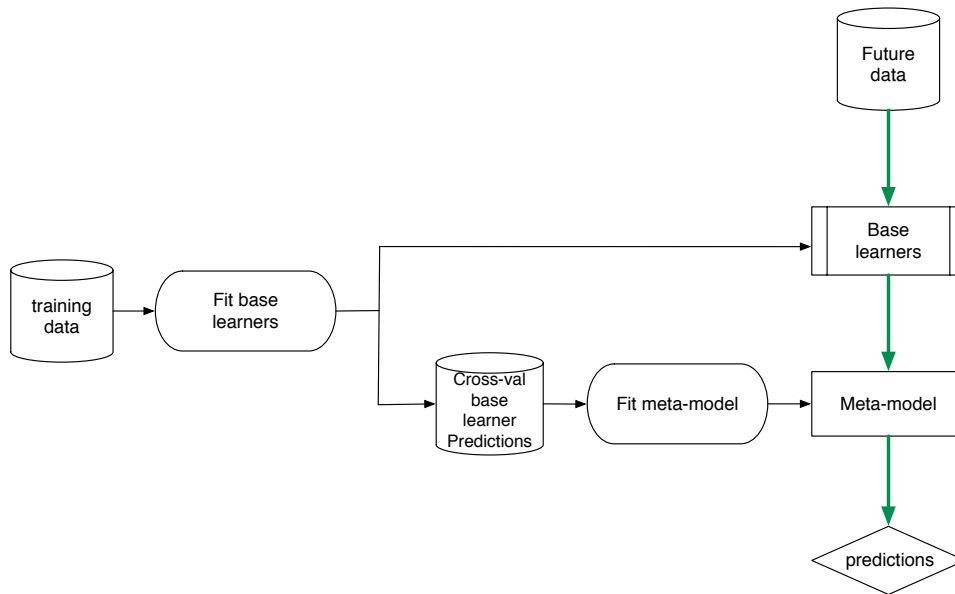 Future
data
Base
learners
training
data
Fit base
learners
Cross-val
base
learner
Predictions
Fit meta-model
Meta-model
predictions